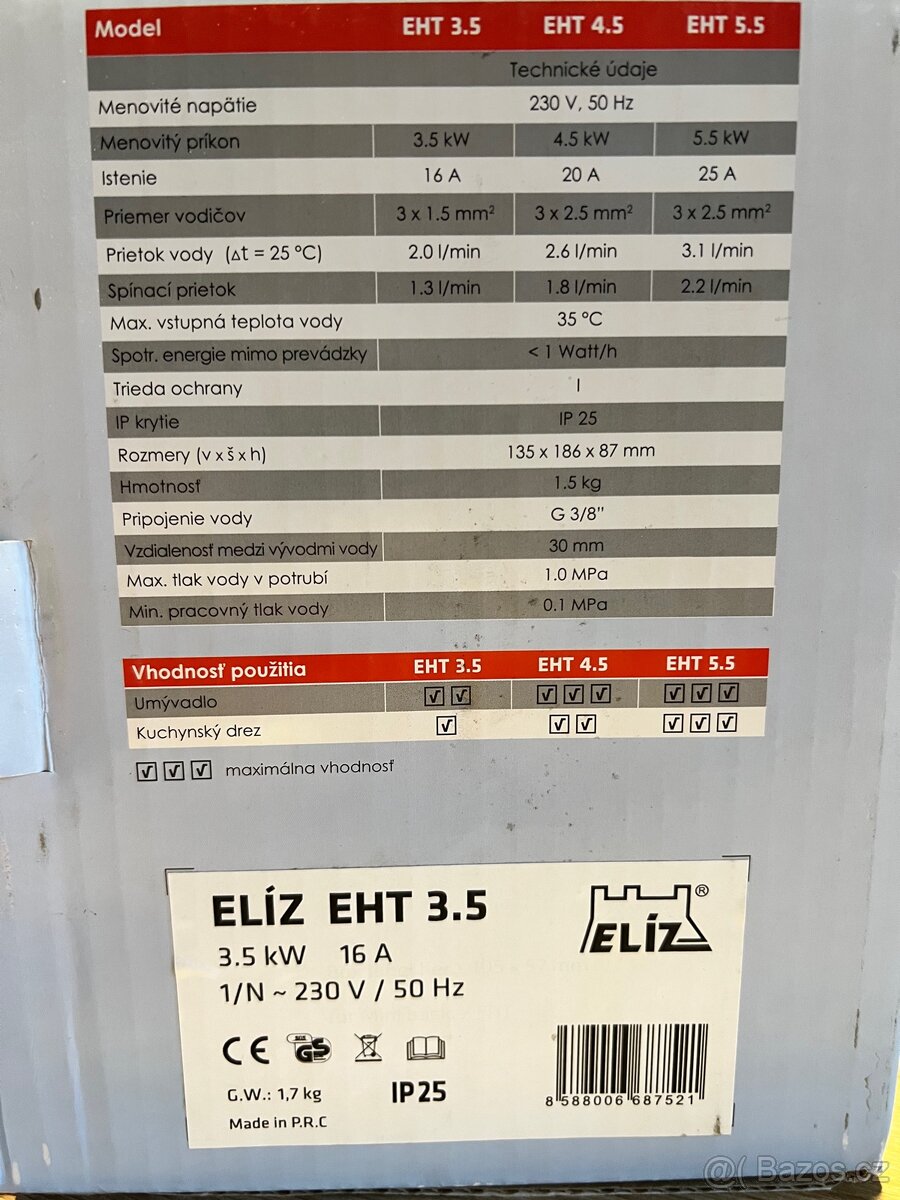 Model EHT 3.5 EHT 4.5 EHT 5.5
Technické údaje
Menovité napätie 230 V, 50 Hz
Menovitý príkon 3.5 kW 4.5 kW 5.5 kW
Istenie 16 A 20 A 25 A
Priemer vodičov 3 x 1.5 mm² 3 x 2.5 mm² 3 x 2.5 mm²
Prietok vody (Δt = 25 °C) 2.0 l/min 2.6 l/min 3.1 l/min
Spínací prietok 1.3 l/min 1.8 l/min 2.2 l/min
Max. vstupná teplota vody 35 °C
Spotr. energie mimo prevádzky < 1 Watt/h
Trieda ochrany I
IP krytie IP 25
Rozmery (v x š x h) 135 x 186 x 87 mm
Hmotnosť 1.5 kg
Pripojenie vody G 3/8"
Vzdialenosť medzi vývodmi vody 30 mm
Max. tlak vody v potrubí 1.0 MPa
Min. pracovný tlak vody 0.1 MPa
Vhodnosť použitia EHT 3.5 EHT 4.5 EHT 5.5
Umývadlo
Kuchynský drez
maximálna vhodnosť
ELÍZ EHT 3.5
ELÍZ®
3.5 kW 16 A
1/N ~ 230 V / 50 Hz
CE GS
G.W.: 1,7 kg IP25
8 588006 687521
Made in P.R.C
@( Bazos.cz